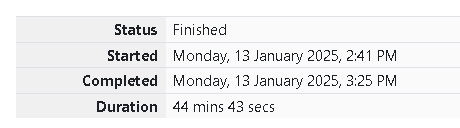 Status Finished
Started Monday, 13 January 2025, 2:41 PM
Completed Monday, 13 January 2025, 3:25 PM
Duration 44 mins 43 secs